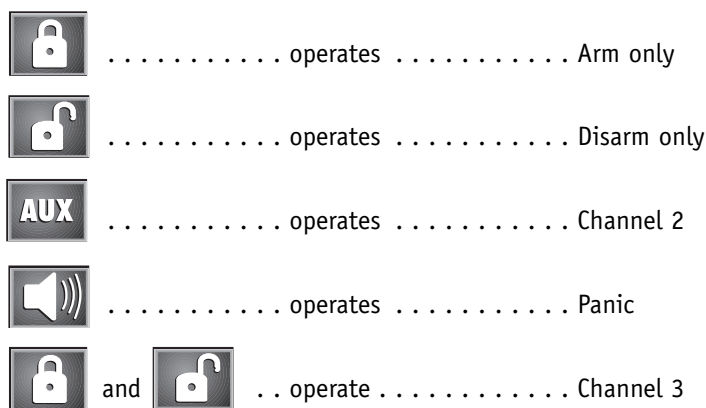 . . . . . . . . . . . operates . . . . . . . . . . . Arm only
. . . . . . . . . . . operates . . . . . . . . . . . Disarm only
AUX . . . . . . . . . . . operates . . . . . . . . . . . Channel 2
. . . . . . . . . . . operates . . . . . . . . . . . Panic
and . . operate . . . . . . . . . . . . Channel 3